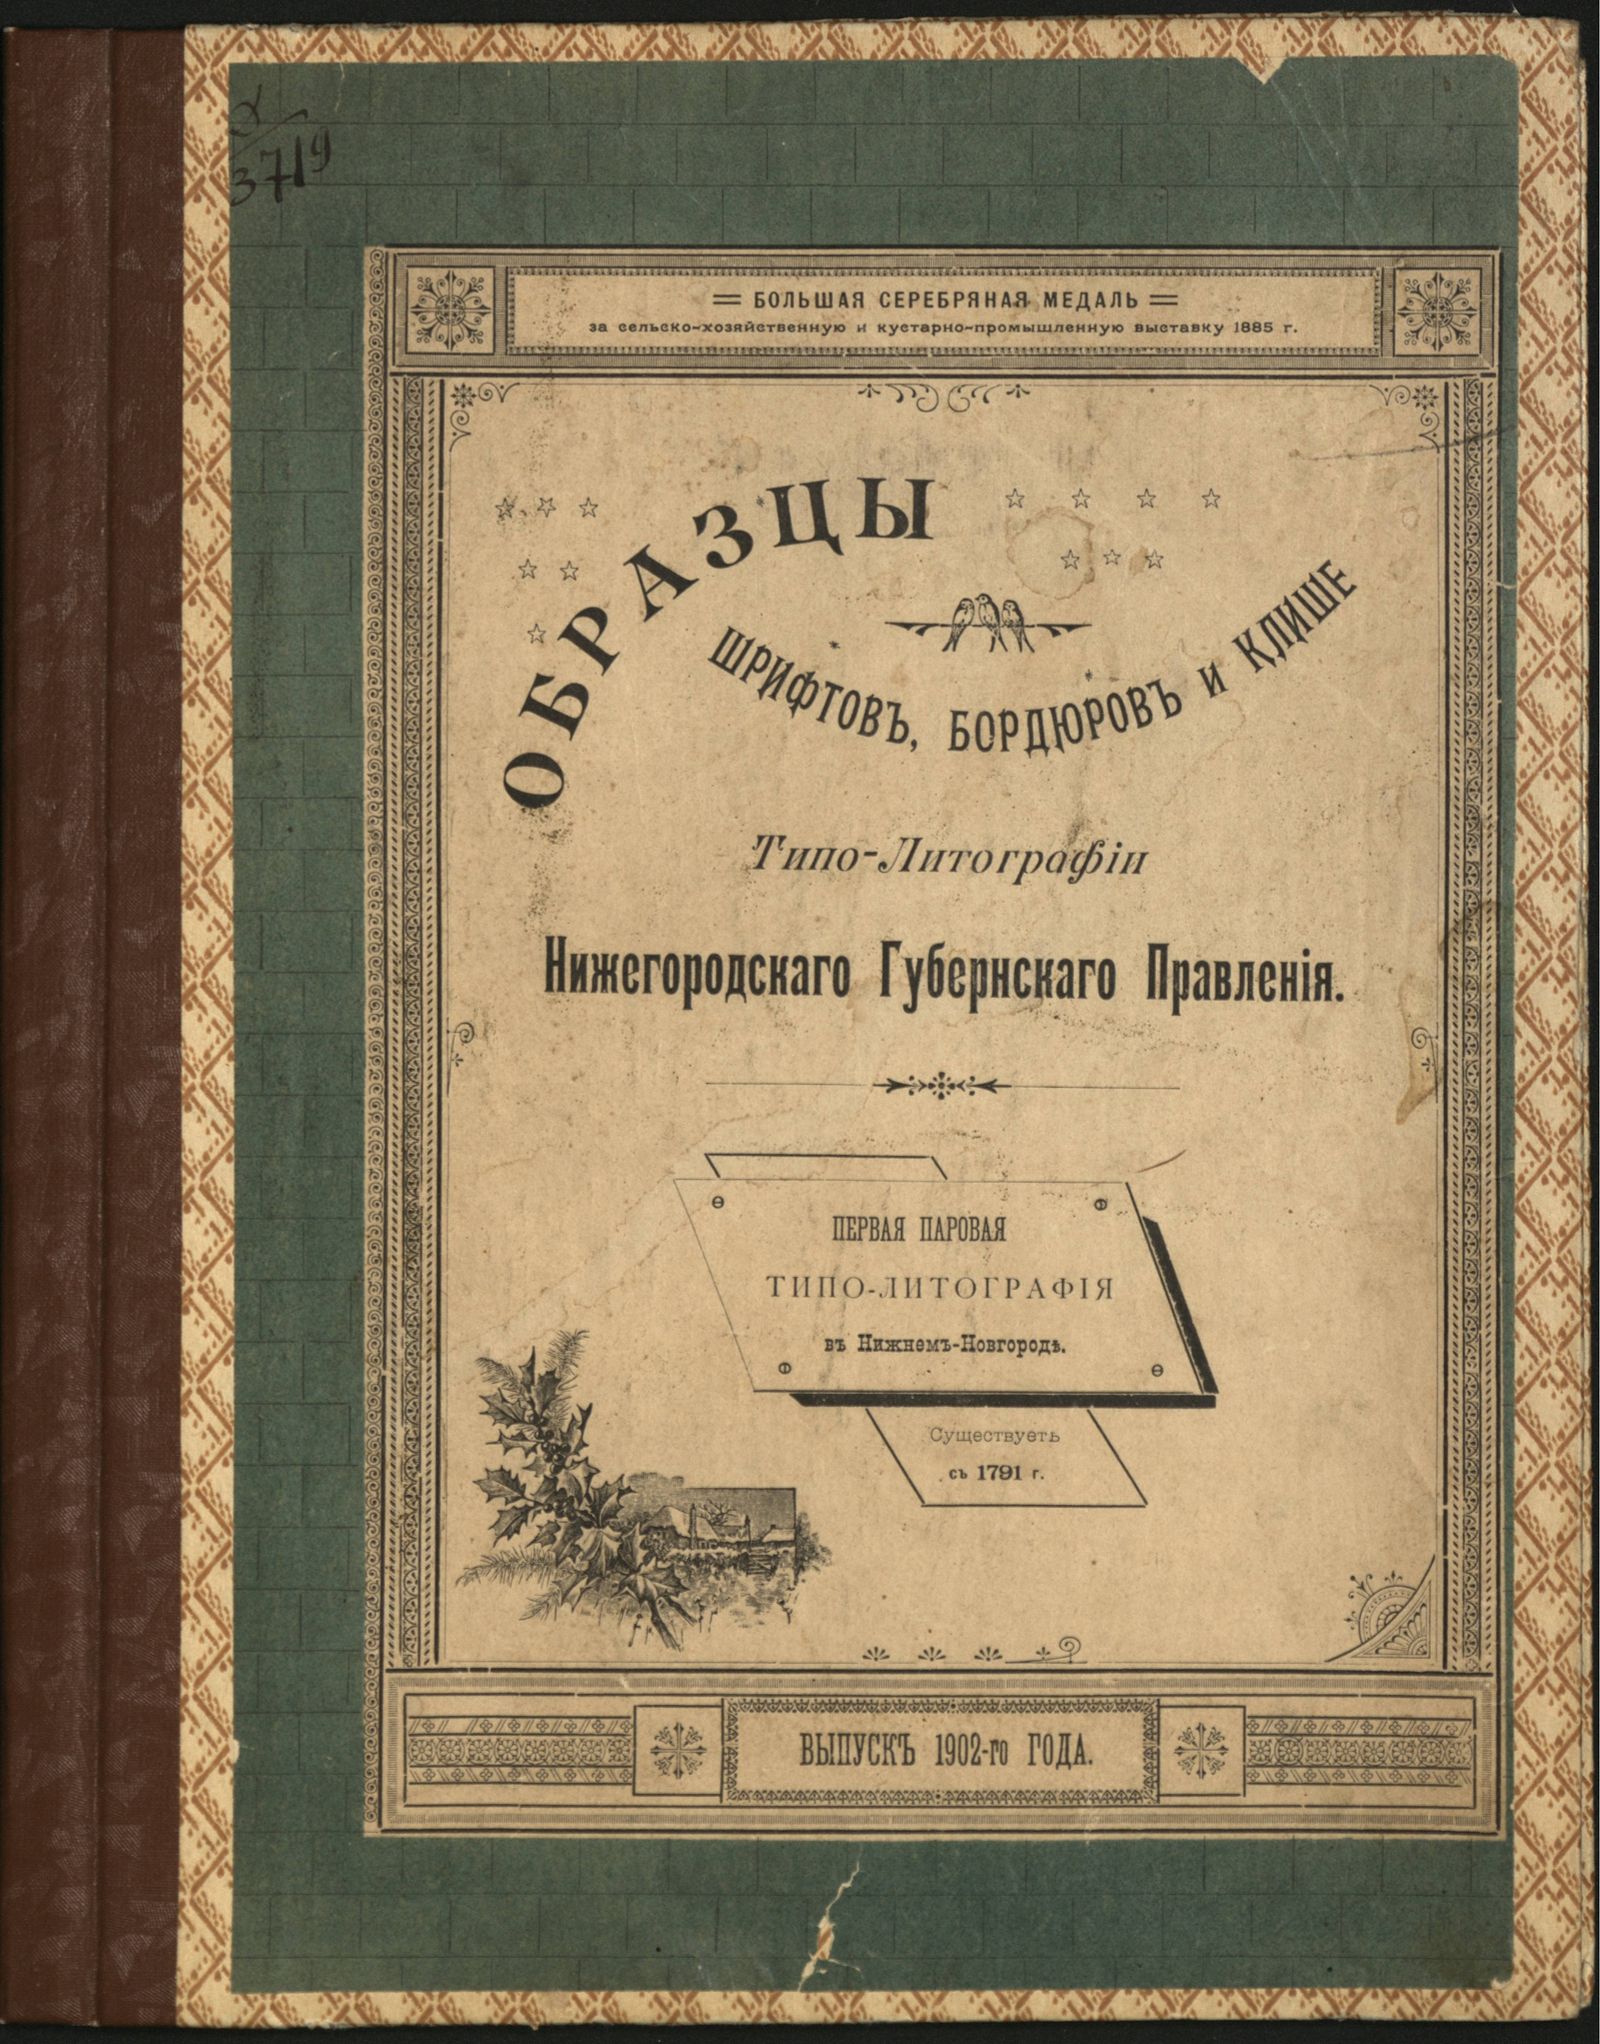 3719
БОЛЬШАЯ СЕРЕБРЯНАЯ МЕДАЛЬ
за сельско-хозяйственную и кустарно-промышленную выставку 1885 г.
ОБРАЗЦЫ
ШРИФТОВЪ, БОРДЮРОВЪ и КЛИШЕ
Типо-Литографіи
Нижегородскаго Губернскаго Правленія.
ПЕРВАЯ ПАРОВАЯ
ТИПО-ЛИТОГРАФІЯ
въ Нижнемъ-Новгородѣ.
Существуетъ
съ 1791 г.
ВЫПУСКЪ 1902-го ГОДА.